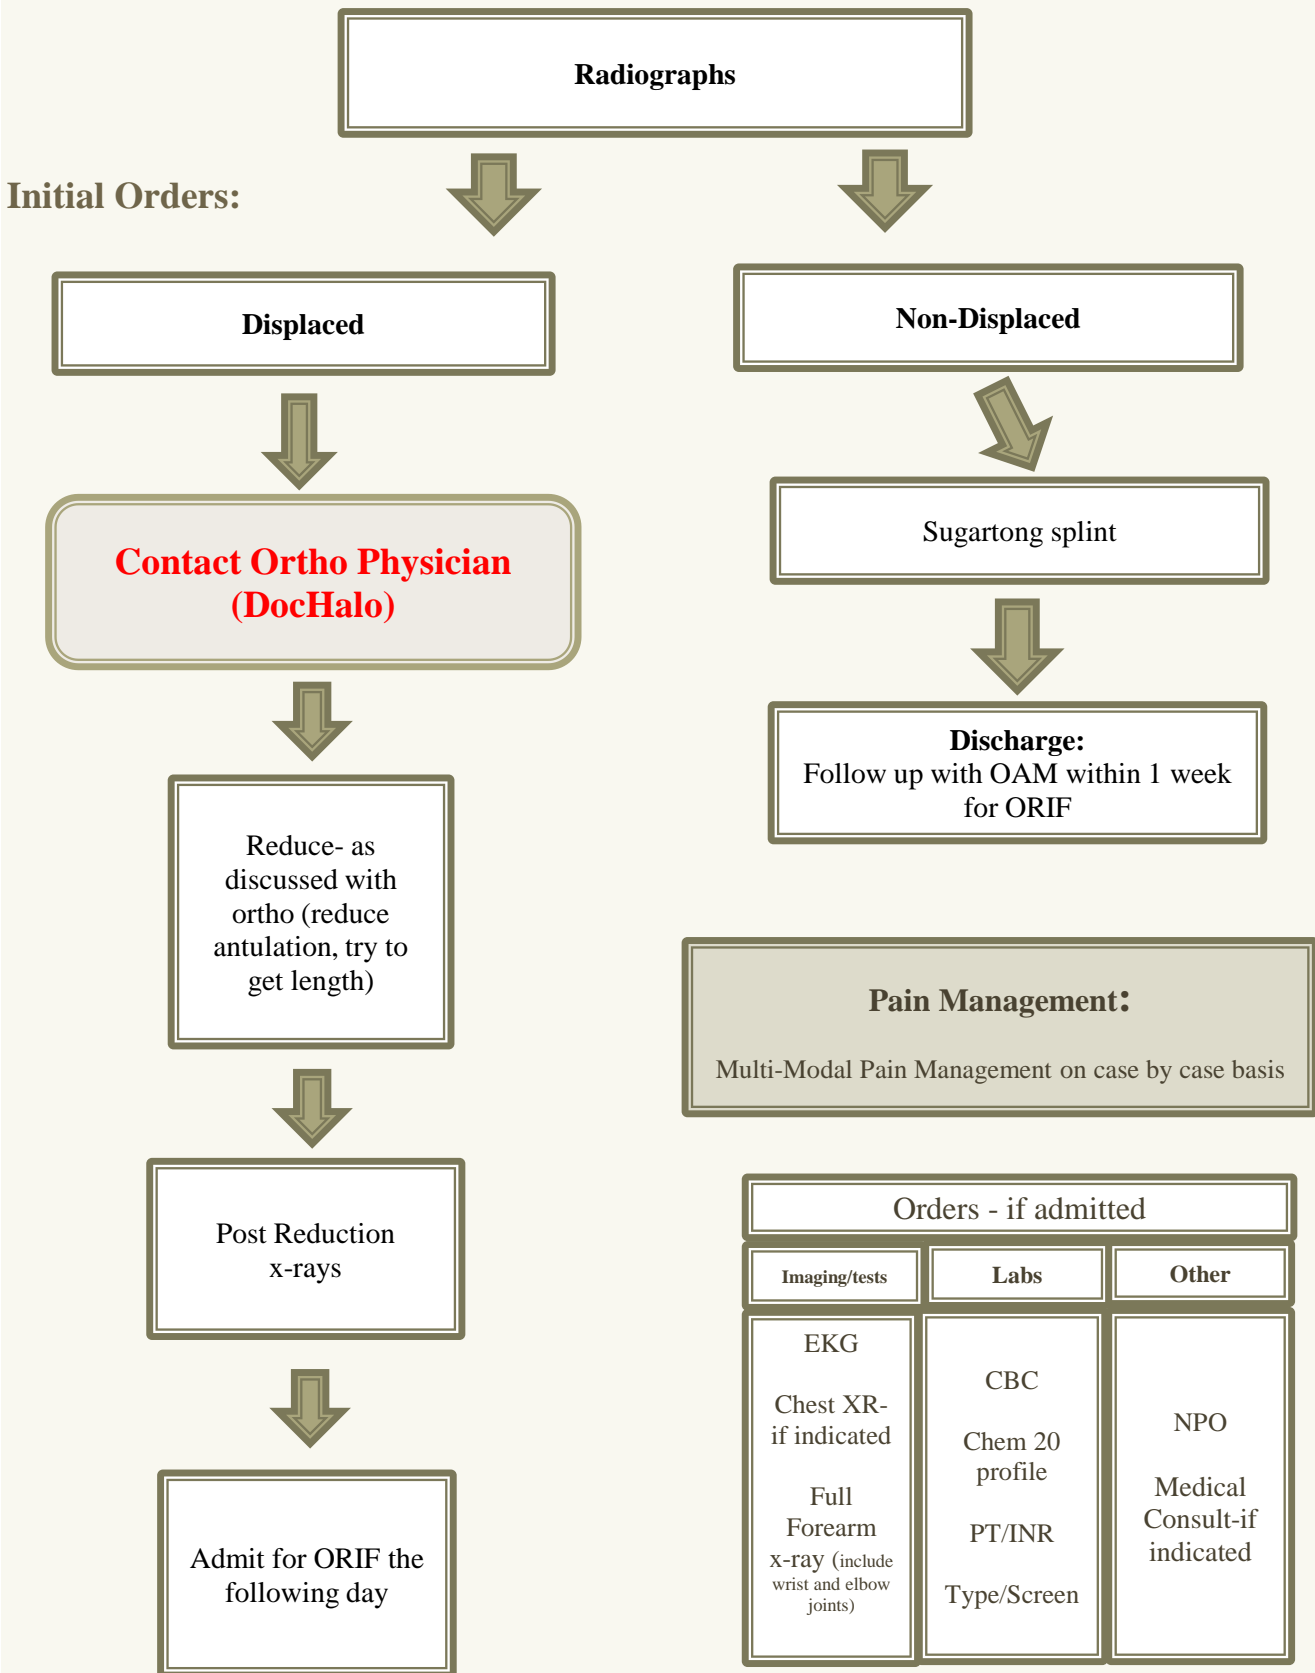 Radiographs
Initial Orders:
Displaced
Non-Displaced
Contact Ortho Physician
(DocHalo)
Sugartong splint
Reduce- as
discussed with
ortho (reduce
antulation, try to
get length)
Discharge:
Follow up with OAM within 1 week
for ORIF
Post Reduction
x-rays
Admit for ORIF the
following day
Pain Management:
Multi-Modal Pain Management on case by case basis
Orders - if admitted
Imaging/tests
Labs
Other
EKG
Chest XR-
if indicated
Full
Forearm
x-ray (include
wrist and elbow
joints)
CBC
Chem 20
profile
PT/INR
Type/Screen
NPO
Medical
Consult-if
indicated